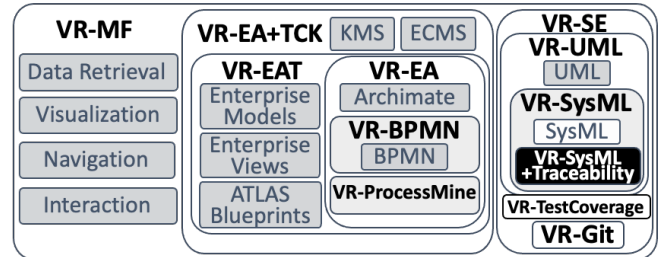 VR-MF
Data Retrieval
Visualization
Navigation
Interaction
VR-EA+TCK
KMS
ECMS
VR-EAT
Enterprise
Models
Enterprise
Views
ATLAS
Blueprints
VR-EA
Archimate
VR-BPMN
BPMN
VR-ProcessMine
VR-SE
VR-UML
UML
VR-SysML
SysML
VR-SysML
+Traceability
VR-TestCoverage
VR-Git